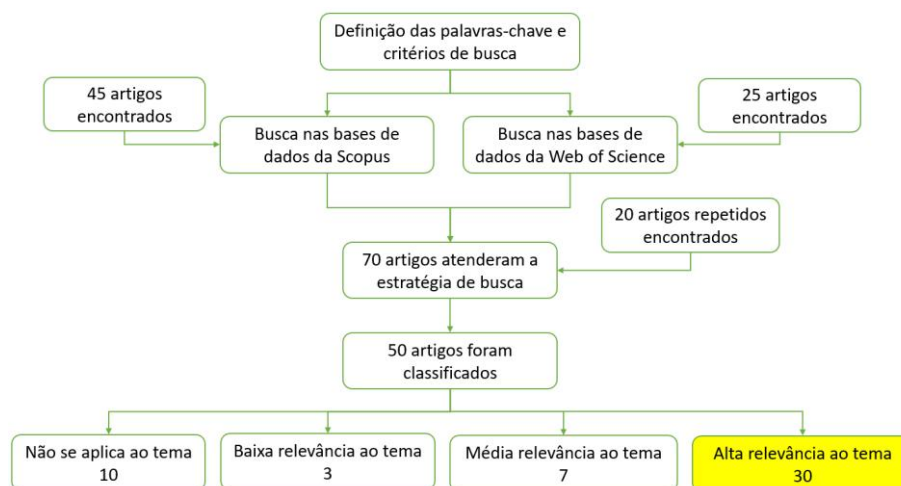 Definição das palavras-chave e
critérios de busca
45 artigos
encontrados
25 artigos
encontrados
Busca nas bases de
dados da Scopus
Busca nas bases de
dados da Web of Science
20 artigos repetidos
encontrados
70 artigos atenderam a
estratégia de busca
50 artigos foram
classificados
Não se aplica ao tema
10
Baixa relevância ao tema
3
Média relevância ao tema
7
Alta relevância ao tema
30